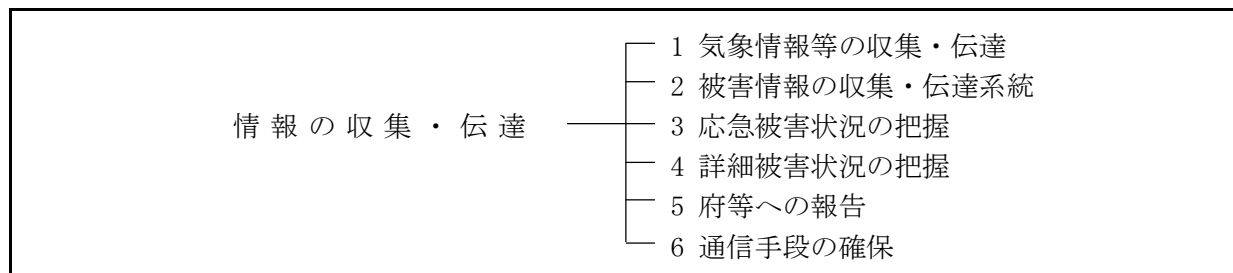 1 気象情報等の収集・伝達
2 被害情報の収集・伝達系統
情報の収集・伝達
3 応急被害状況の把握
4 詳細被害状況の把握
5 府等への報告
6 通信手段の確保